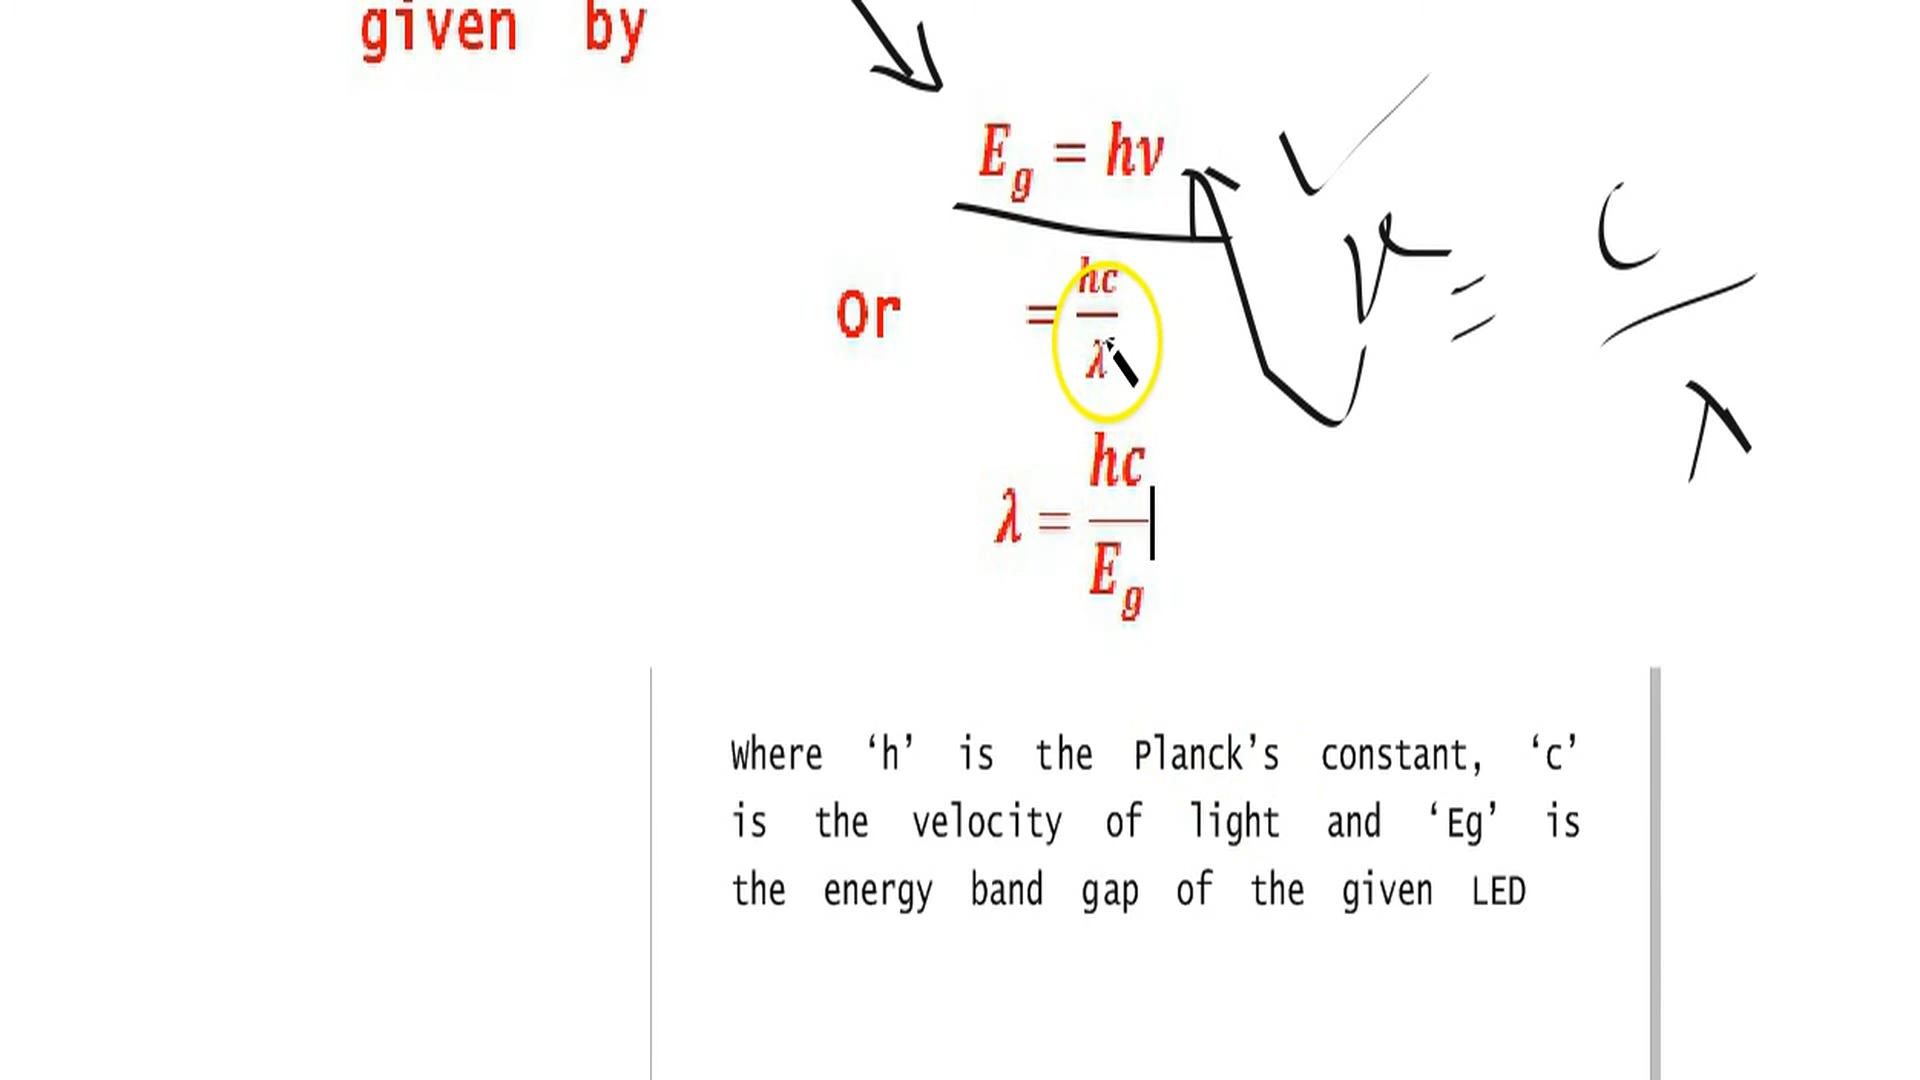 given by
E_g = hν
or = hc/λ
ν = c/λ
λ = hc/E_g
Where ‘h’ is the Planck’s constant, ‘c’
is the velocity of light and ‘Eg’ is
the energy band gap of the given LED